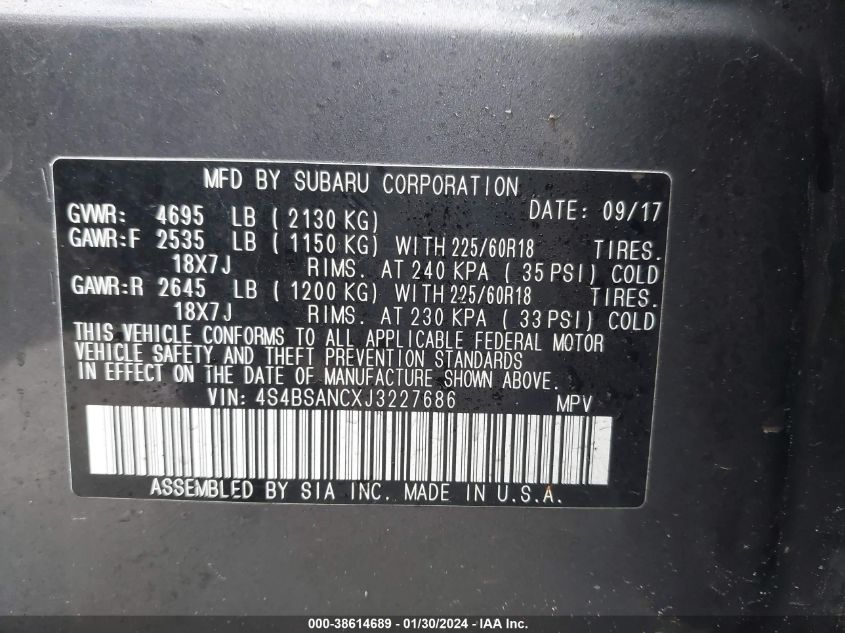 MFD BY SUBARU CORPORATION
DATE: 09/17
GVWR: 4695 LB ( 2130 KG)
GAWR:F 2535 LB ( 1150 KG) WITH 225/60R18 TIRES.
18X7J RIMS. AT 240 KPA ( 35 PSI) COLD
GAWR:R 2645 LB ( 1200 KG) WITH 225/60R18 TIRES.
18X7J RIMS. AT 230 KPA ( 33 PSI) COLD
THIS VEHICLE CONFORMS TO ALL APPLICABLE FEDERAL MOTOR
VEHICLE SAFETY AND THEFT PREVENTION STANDARDS
IN EFFECT ON THE DATE OF MANUFACTURE SHOWN ABOVE.
VIN: 4S4BSANCXJ3227686 MPV
ASSEMBLED BY SIA INC. MADE IN U.S.A.
000-38614689 - 01/30/2024 - IAA Inc.